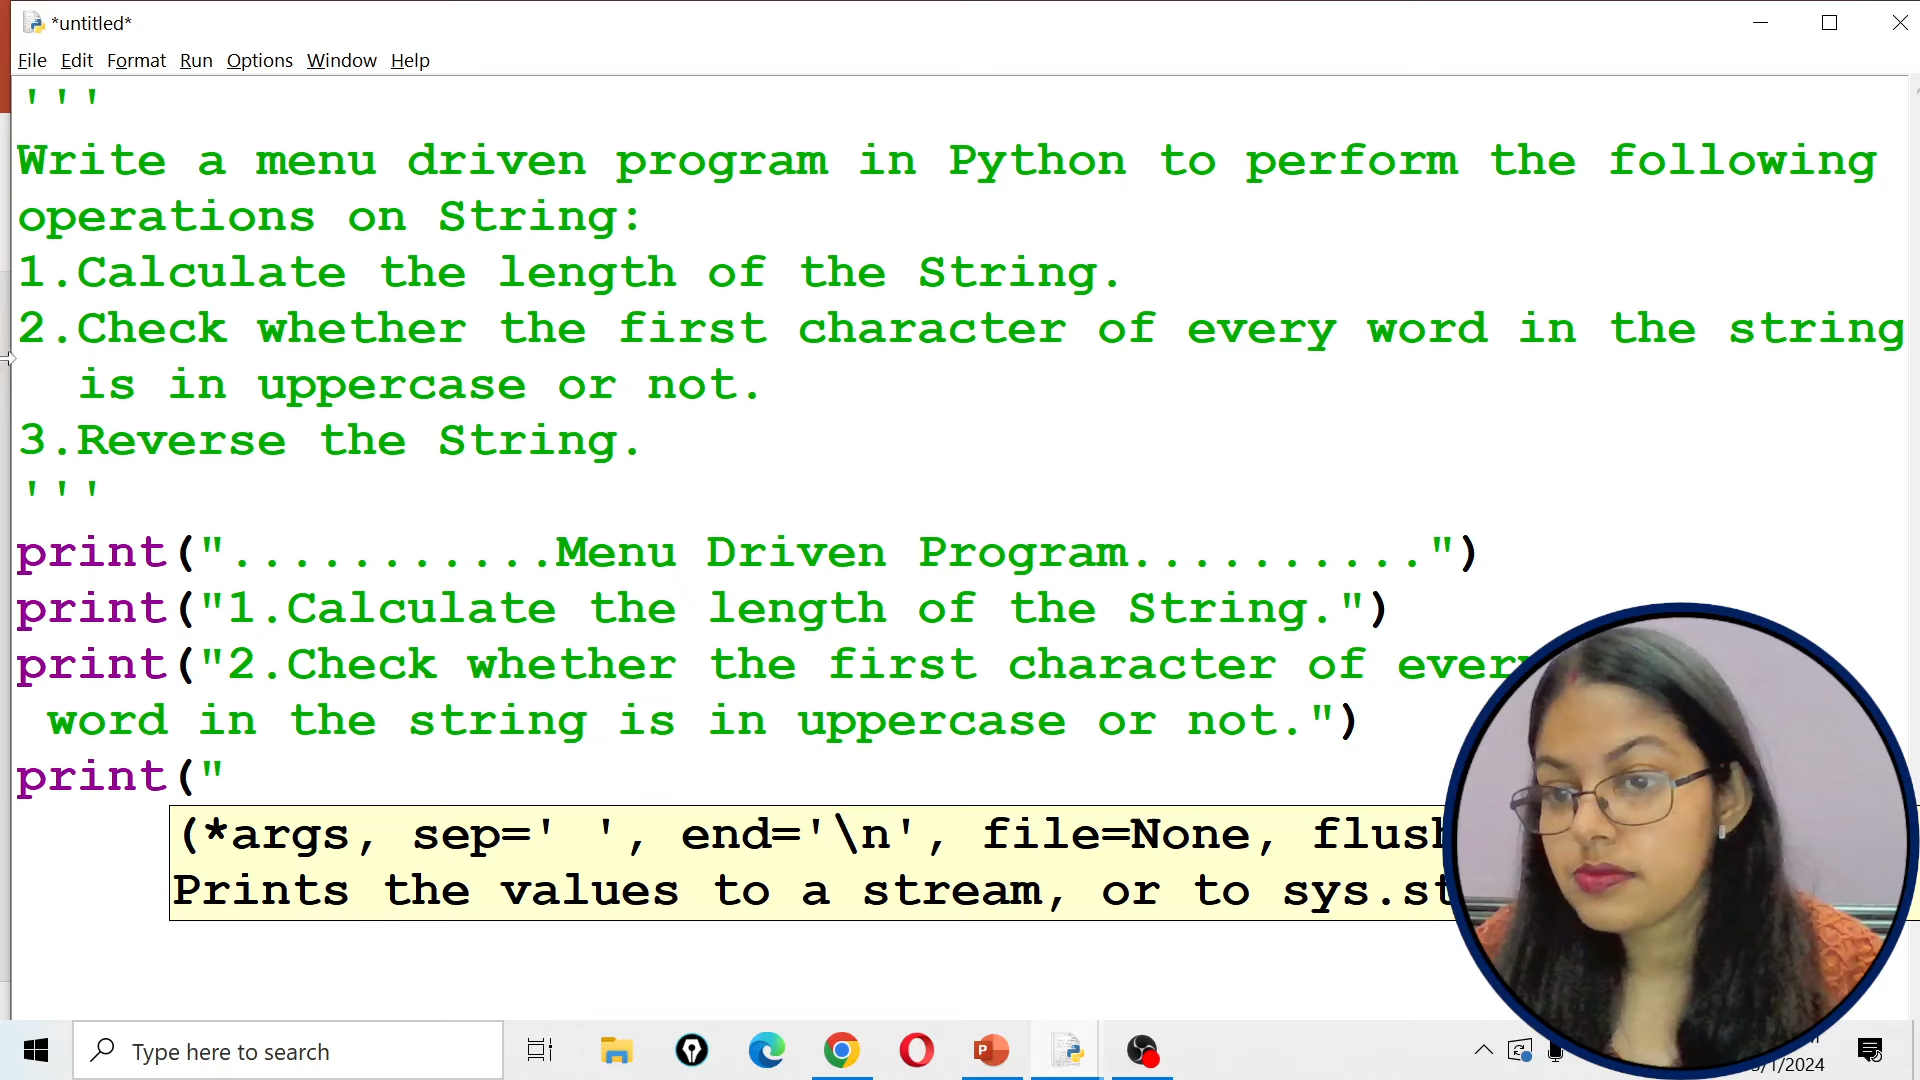 *untitled*
File Edit Format Run Options Window Help
'''
Write a menu driven program in Python to perform the following
operations on String:
1.Calculate the length of the String.
2.Check whether the first character of every word in the string
is in uppercase or not.
3.Reverse the String.
'''
print("...........Menu Driven Program..........")
print("1.Calculate the length of the String.")
print("2.Check whether the first character of every
word in the string is in uppercase or not.")
print("
(*args, sep=' ', end='\n', file=None,
Prints the values to a stream, or to
Type here to search